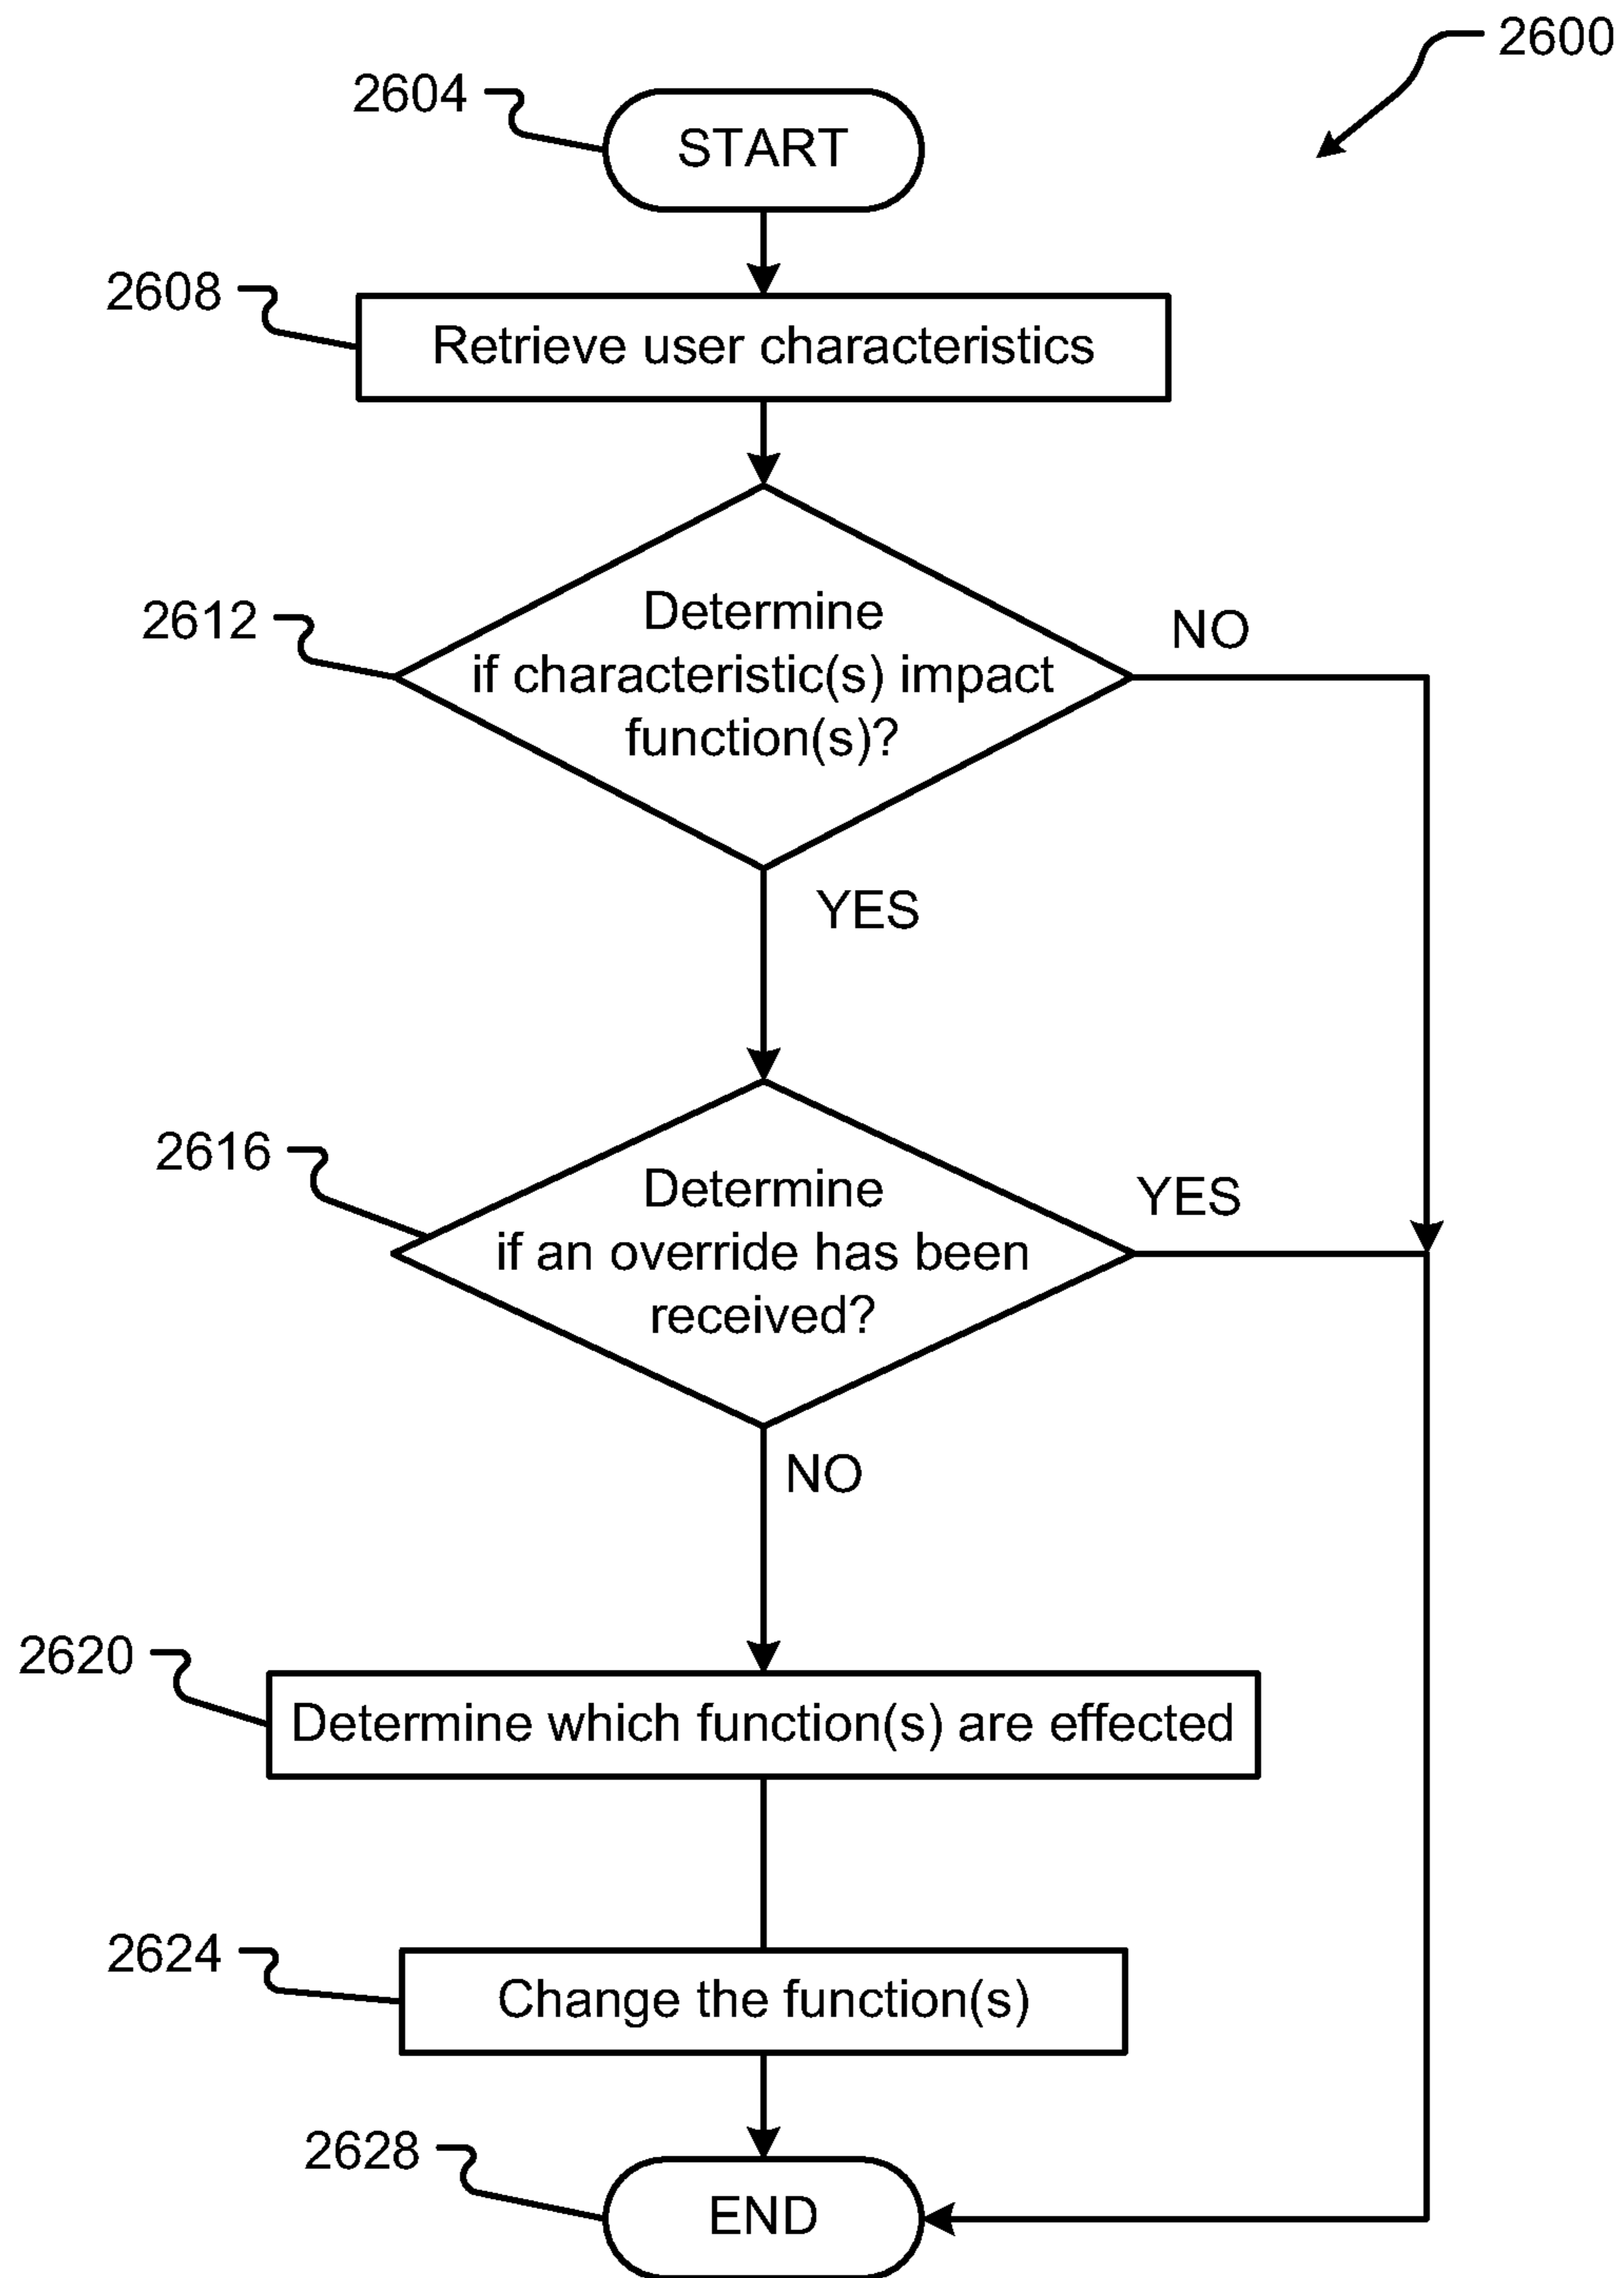 2600
2604
START
2608
Retrieve user characteristics
2612
Determine
if characteristic(s) impact
function(s)?
NO
YES
2616
Determine
if an override has been
received?
YES
NO
2620
Determine which function(s) are effected
2624
Change the function(s)
2628
END